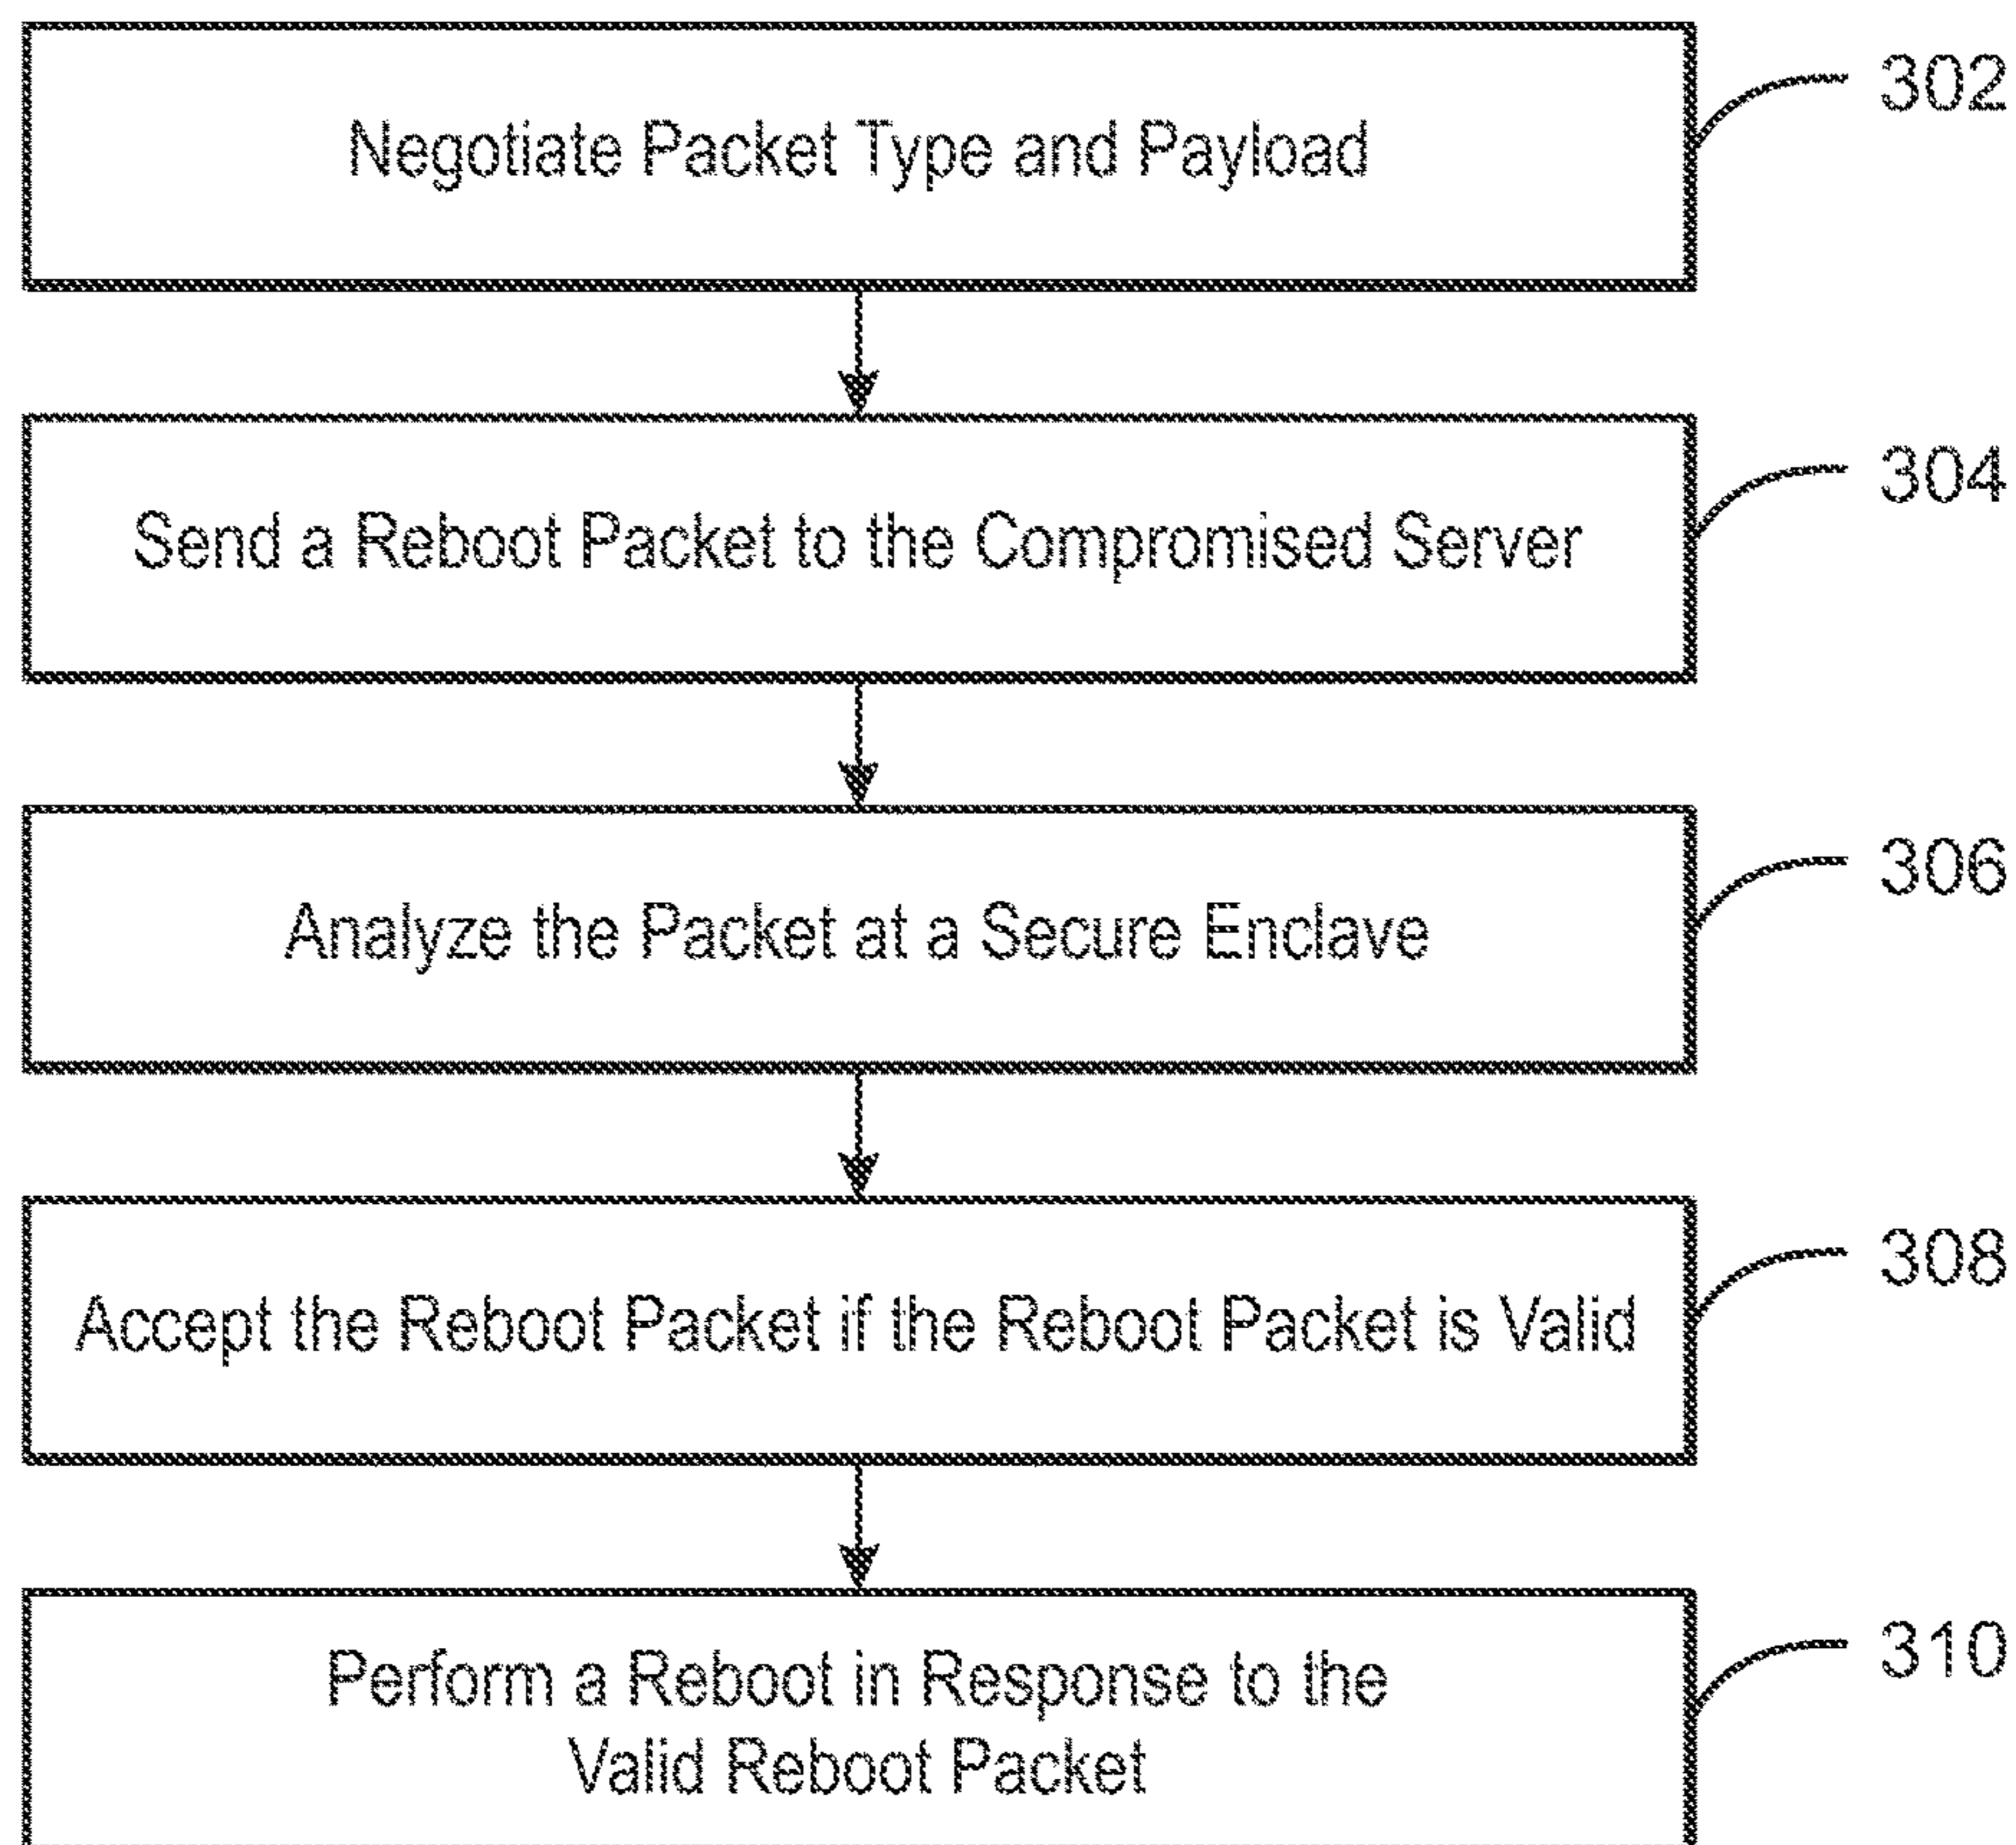 Negotiate Packet Type and Payload
302
Send a Reboot Packet to the Compromised Server
304
Analyze the Packet at a Secure Enclave
306
Accept the Reboot Packet if the Reboot Packet is Valid
308
Perform a Reboot in Response to the
Valid Reboot Packet
310